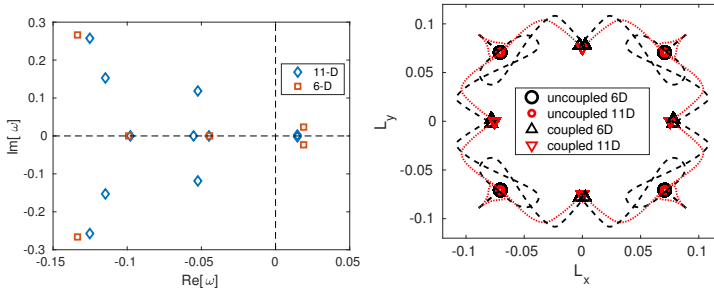 0.3
0.2
0.1
0
-0.1
-0.2
-0.3
Im[ω]
-0.15
-0.1
-0.05
0
0.05
Re[ω]
11-D
6-D
0.1
0.05
0
-0.05
-0.1
L_y
-0.1
-0.05
0
0.05
0.1
L_x
uncoupled 6D
uncoupled 11D
coupled 6D
coupled 11D